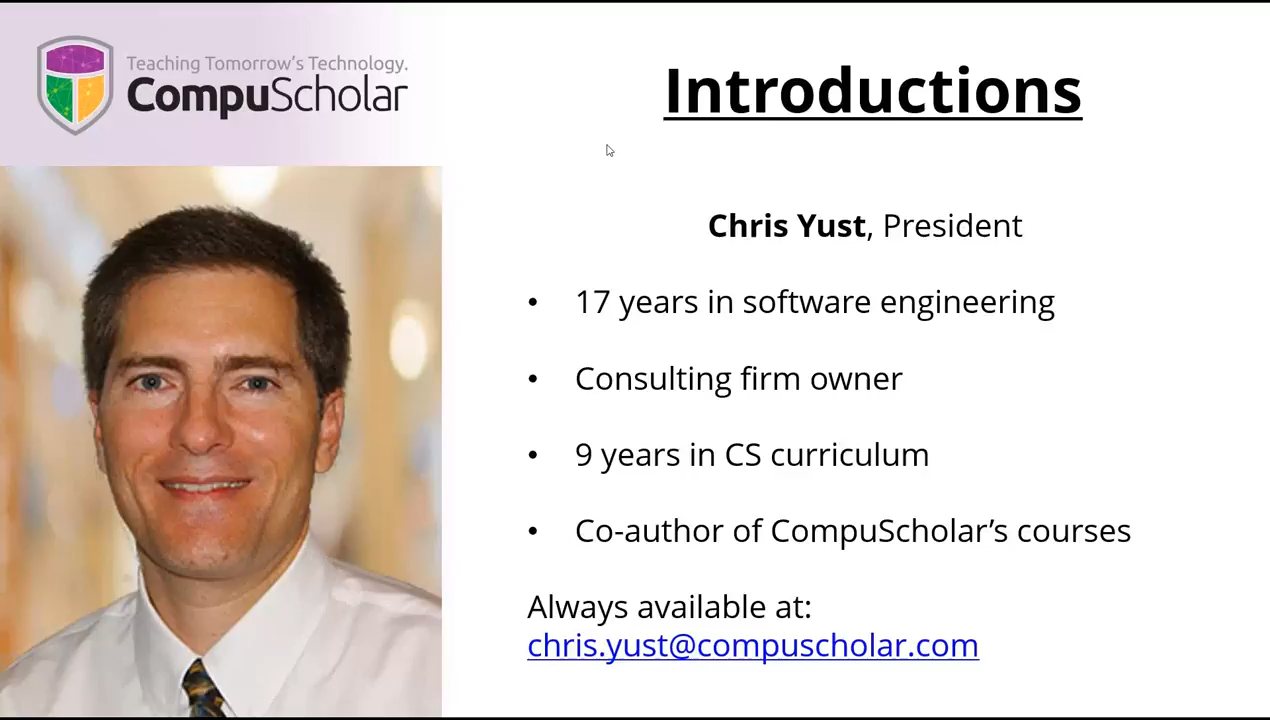 Teaching Tomorrow's Technology.
CompuScholar
Introductions
Chris Yust, President
• 17 years in software engineering
• Consulting firm owner
• 9 years in CS curriculum
• Co-author of CompuScholar’s courses
Always available at:
chris.yust@compuscholar.com